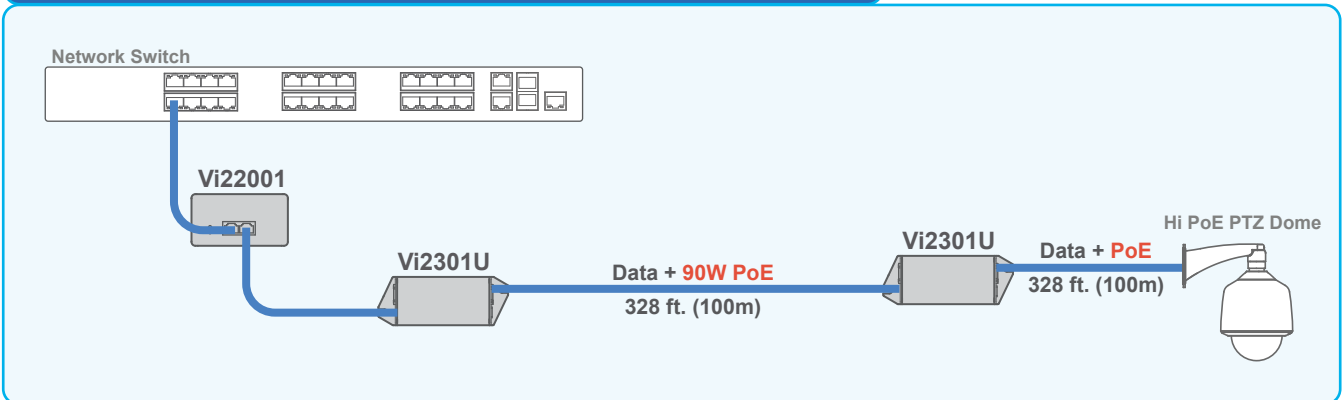 Network Switch
Vi22001
Vi2301U
Data + 90W PoE
328 ft. (100m)
Vi2301U
Data + PoE
328 ft. (100m)
Hi PoE PTZ Dome